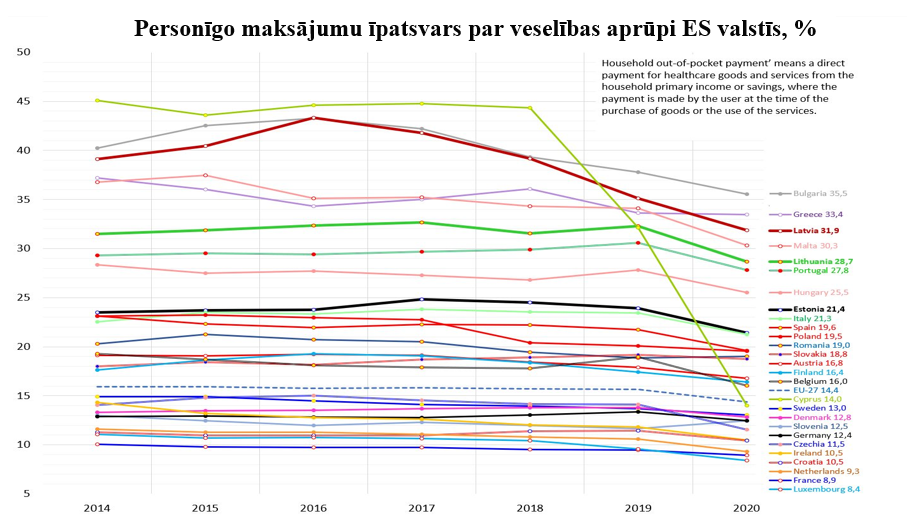 Personīgo maksājumu īpatsvars par veselības aprūpi ES valstīs, %
50
45
40
35
30
25
20
15
10
5
Household out-of-pocket payment’ means a direct
payment for healthcare goods and services from the
household primary income or savings, where the
payment is made by the user at the time of the
purchase of goods or the use of the services.
Bulgaria 35,5
Greece 33,4
Latvia 31,9
Malta 30,3
Lithuania 28,7
Portugal 27,8
Hungary 25,5
Estonia 21,4
Italy 21,3
Spain 19,6
Poland 19,5
Romania 19,0
Slovakia 18,8
Austria 16,8
Finland 16,4
Belgium 16,0
EU-27 14,4
Cyprus 14,0
Sweden 13,0
Denmark 12,8
Slovenia 12,5
Germany 12,4
Czechia 11,5
Ireland 10,5
Croatia 10,5
Netherlands 9,3
France 8,9
Luxembourg 8,4
2014 2015 2016 2017 2018 2019 2020